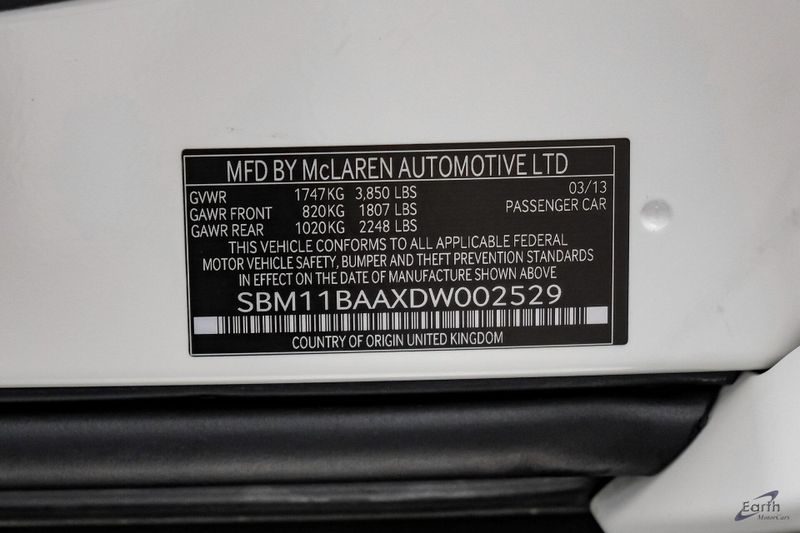 MFD BY McLAREN AUTOMOTIVE LTD
GVWR 1747KG 3,850 LBS 03/13
GAWR FRONT 820KG 1807 LBS PASSENGER CAR
GAWR REAR 1020KG 2248 LBS
THIS VEHICLE CONFORMS TO ALL APPLICABLE FEDERAL
MOTOR VEHICLE SAFETY, BUMPER AND THEFT PREVENTION STANDARDS
IN EFFECT ON THE DATE OF MANUFACTURE SHOWN ABOVE
SBM11BAAXDW002529
COUNTRY OF ORIGIN UNITED KINGDOM
Earth
MotorCars